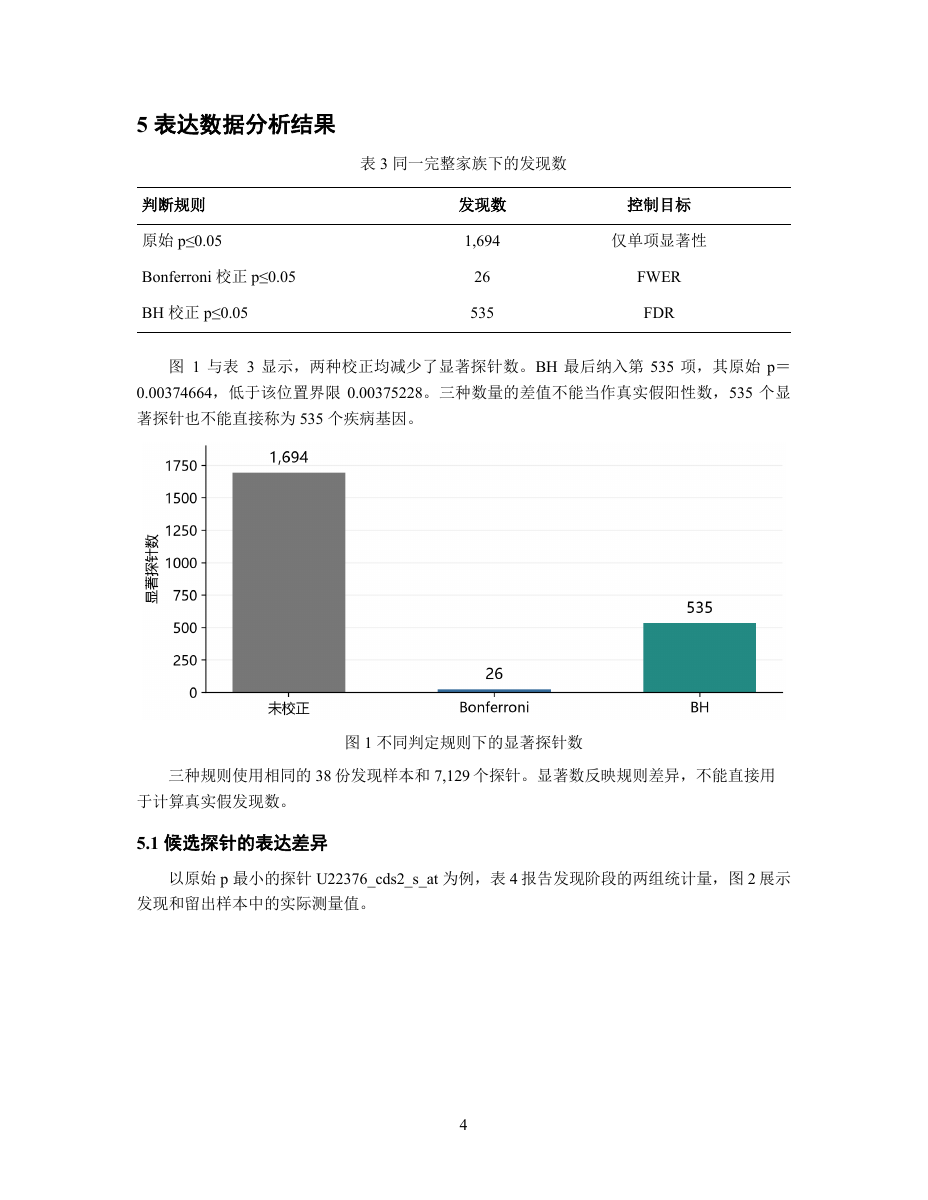 5 表达数据分析结果
表 3 同一完整家族下的发现数
判断规则 发现数 控制目标
原始 p≤0.05 1,694 仅单项显著性
Bonferroni 校正 p≤0.05 26 FWER
BH 校正 p≤0.05 535 FDR
图 1 与表 3 显示，两种校正均减少了显著探针数。BH 最后纳入第 535 项，其原始 p＝
0.00374664，低于该位置界限 0.00375228。三种数量的差值不能当作真实假阳性数，535 个显
著探针也不能直接称为 535 个疾病基因。
显著探针数
1750
1500
1250
1000
750
500
250
0
1,694
26
535
未校正 Bonferroni BH
图 1 不同判定规则下的显著探针数
三种规则使用相同的 38 份发现样本和 7,129 个探针。显著数反映规则差异，不能直接用
于计算真实假发现数。
5.1 候选探针的表达差异
以原始 p 最小的探针 U22376_cds2_s_at 为例，表 4 报告发现阶段的两组统计量，图 2 展示
发现和留出样本中的实际测量值。
4